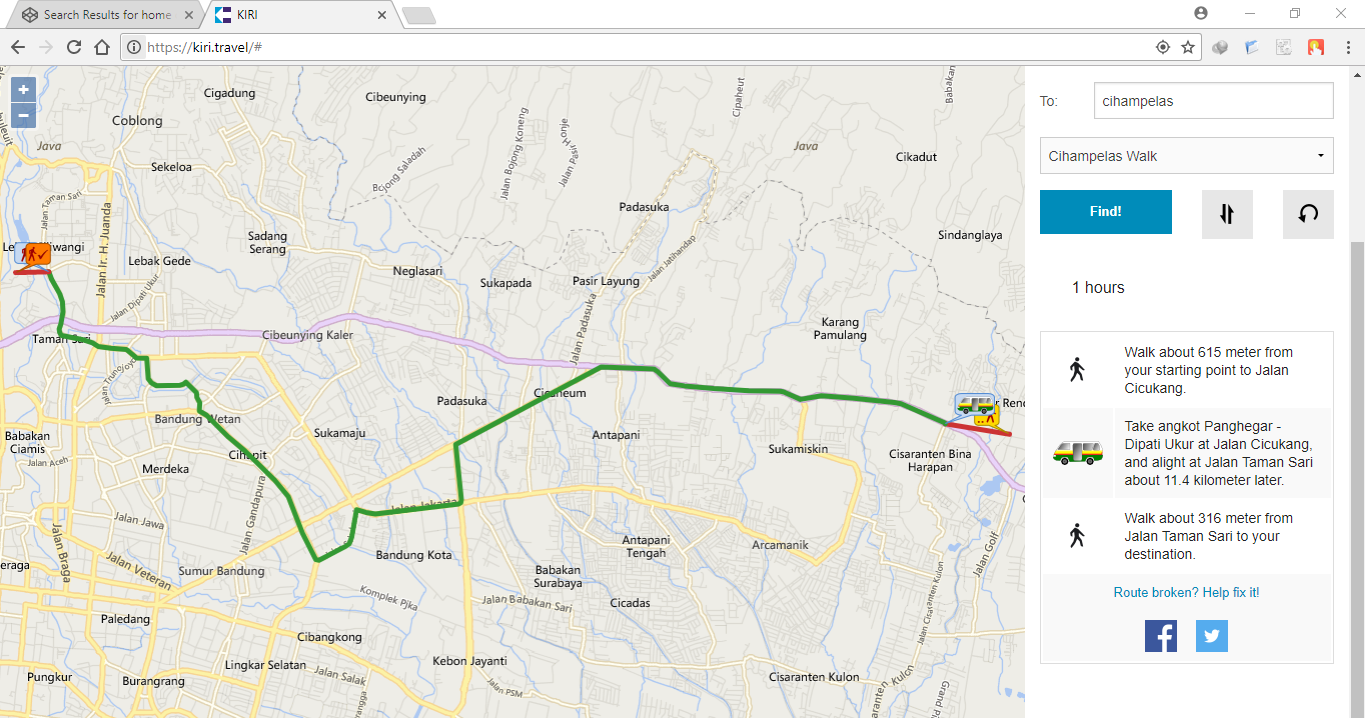 Search Results for home
KIRI
https://kiri.travel/#
+
−
Cigadung
Cibeunying
Coblong
Java
Sekeloa
Jalan Taman Sari
Jalan Ir. H. Juanda
Sadang
Serang
Lebak Gede
Jalan Dipati Ukur
Bojong Saladah
Jalan Bojong Koneng
Cipaheut
Babakan
Java
Cikadut
Padasuka
Sindanglaya
Jalan Jatihandap
Neglasari
Sukapada
Pasir Layung
Jalan Padasuka
Karang
Pamulang
Cibeunying Kaler
Taman Sari
Cicaheum
Padasuka
Bandung Wetan
Sukamaju
Cihapit
Babakan
Ciamis
Jalan Aceh
Merdeka
Jalan Gandapura
Antapani
Sukamiskin
Cisaranten Bina
Harapan
Jalan Jakarta
Jalan Jawa
Jalan Braga
Jalan Veteran
Sumur Bandung
Bandung Kota
Antapani
Tengah
Arcamanik
Jalan Golf
Babakan
Surabaya
Komplek Pjka
Jalan Babakan Sari
Cicadas
Jalan Cisaranten Kulon
Paledang
Cibangkong
Lingkar Selatan
Jalan Salak
Kebon Jayanti
Jalan PSM
Pungkur
Burangrang
Cisaranten Kulon
To:
cihampelas
Cihampelas Walk
Find!
1 hours
Walk about 615 meter from
your starting point to Jalan
Cicukang.
Take angkot Panghegar -
Dipati Ukur at Jalan Cicukang,
and alight at Jalan Taman Sari
about 11.4 kilometer later.
Walk about 316 meter from
Jalan Taman Sari to your
destination.
Route broken? Help fix it!